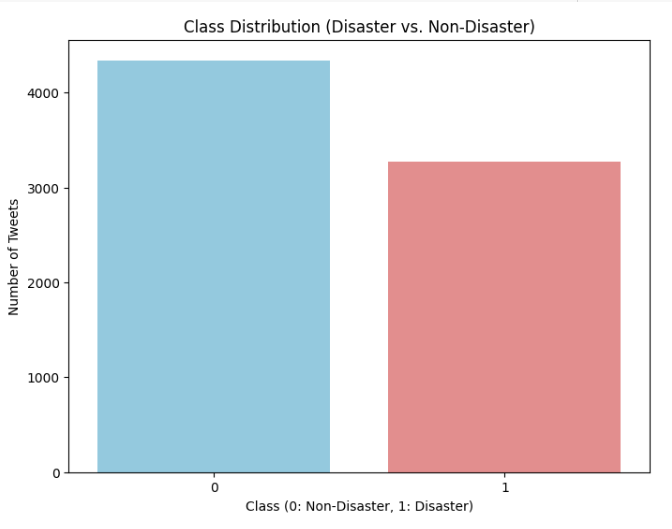 Class Distribution (Disaster vs. Non-Disaster)
4000
3000
2000
1000
0
Number of Tweets
0 1
Class (0: Non-Disaster, 1: Disaster)